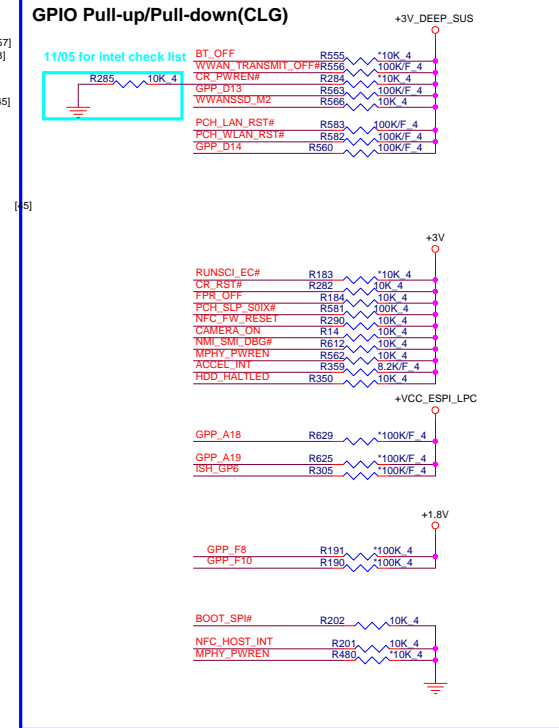 GPIO Pull-up/Pull-down(CLG)
+3V_DEEP_SUS
57]
3]
11/05 for intel check list
BT_OFF R555 *10K_4
WWAN_TRANSMIT_OFF# R556 100K/F_4
R285 10K_4 CR_PWREN# R284 *10K_4
GPP_D13 R563 100K/F_4
45] WWANSSD_M2 R566 10K_4
PCH_LAN_RST# R583 100K/F_4
PCH_WLAN_RST# R582 100K/F_4
GPP_D14 R560 100K/F_4
[45]
+3V
RUNSCI_EC# R183 *10K_4
CR_RST# R282 10K_4
FPR_OFF R184 10K_4
PCH_SLP_S0IX# R581 100K_4
NFC_FW_RESET R290 10K_4
CAMERA_ON R14 10K_4
NMI_SMI_DBG# R612 10K_4
MPHY_PWREN R562 10K_4
ACCEL_INT R359 8.2K/F_4
HDD_HALTLED R350 10K_4
+VCC_ESPI_LPC
GPP_A18 R629 *100K/F_4
GPP_A19 R625 *100K/F_4
ISH_GP6 R305 *100K/F_4
+1.8V
GPP_F8 R191 *100K_4
GPP_F10 R190 *100K_4
BOOT_SPI# R202 10K_4
NFC_HOST_INT R201 10K_4
MPHY_PWREN R480 *10K_4